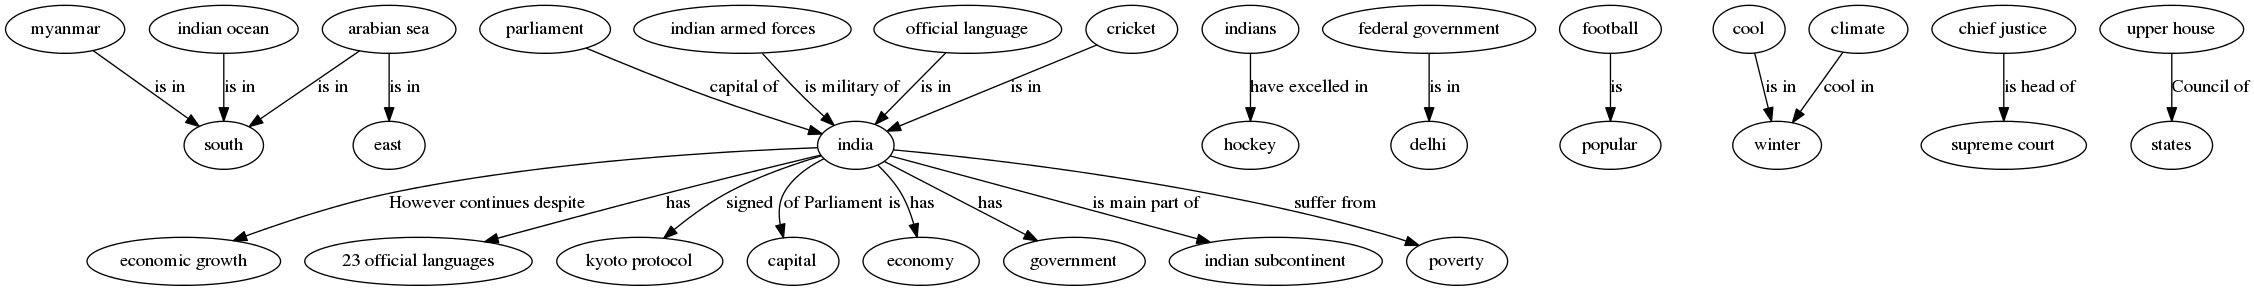 myanmar
indian ocean
arabian sea
parliament
indian armed forces
official language
cricket
indians
federal government
football
cool
climate
chief justice
upper house
is in
is in
is in
is in
capital of
is military of
is in
is in
have excelled in
is in
is
is in
cool in
is head of
Council of
south
east
india
hockey
delhi
popular
winter
supreme court
states
However continues despite
has
signed
of Parliament is
has
has
is main part of
suffer from
economic growth
23 official languages
kyoto protocol
capital
economy
government
indian subcontinent
poverty